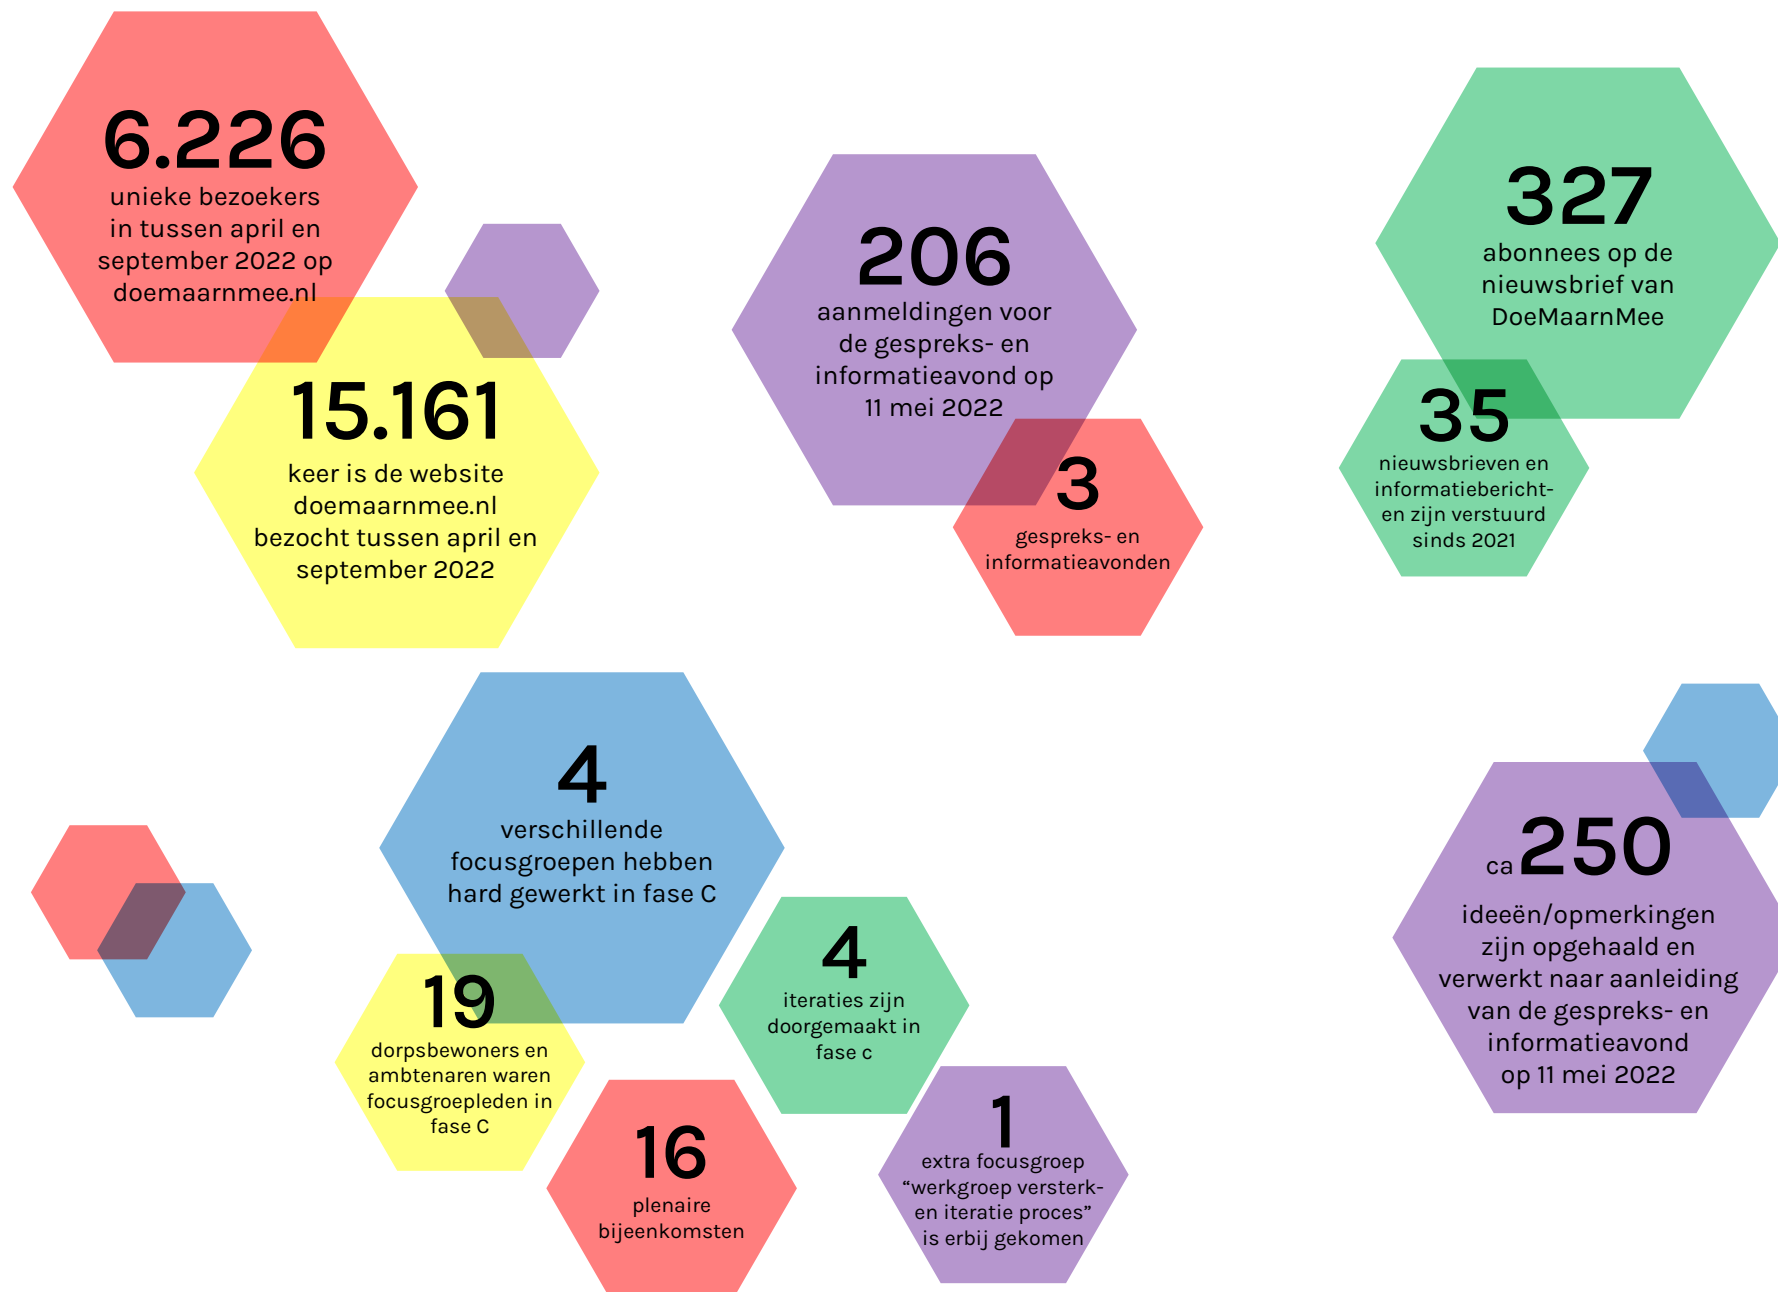 6.226
unieke bezoekers
in tussen april en
september 2022 op
doemaarnmee.nl
15.161
keer is de website
doemaarnmee.nl
bezocht tussen april en
september 2022
206
aanmeldingen voor
de gespreks- en
informatieavond op
11 mei 2022
3
gespreks- en
informatieavonden
327
abonnees op de
nieuwsbrief van
DoeMaarnMee
35
nieuwsbrieven en
informatiebericht-
en zijn verstuurd
sinds 2021
4
verschillende
focusgroepen hebben
hard gewerkt in fase C
19
dorpsbewoners en
ambtenaren waren
focusgroepleden in
fase C
4
iteraties zijn
doorgemaakt in
fase c
16
plenaire
bijeenkomsten
1
extra focusgroep
“werkgroep versterk-
en iteratie proces”
is erbij gekomen
ca 250
ideeën/opmerkingen
zijn opgehaald en
verwerkt naar aanleiding
van de gespreks- en
informatieavond
op 11 mei 2022